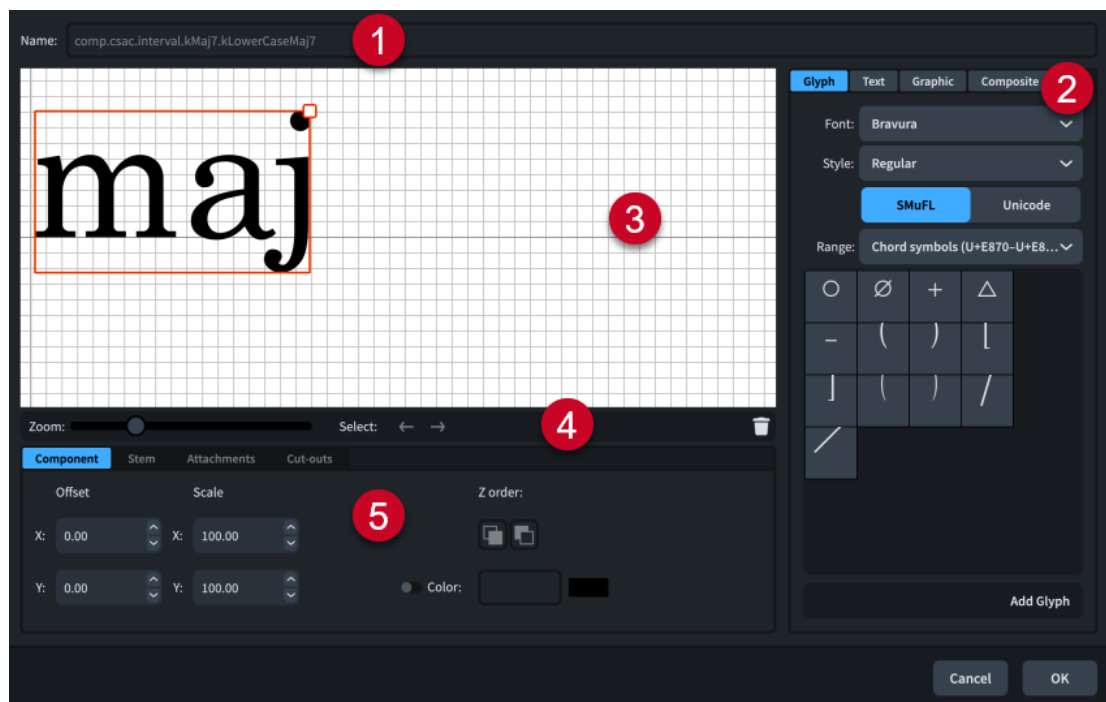 Name: comp.csac.interval.kMaj7.kLowerCaseMaj7 1
Glyph Text Graphic Composite 2
maj
Font: Bravura
Style: Regular
SMuFL Unicode
3
Range: Chord symbols (U+E870–U+E8...
Zoom: Select: ← → 4
Component Stem Attachments Cut-outs
Offset Scale Z order:
5
X: 0.00 X: 100.00
Y: 0.00 Y: 100.00 Color:
Add Glyph
Cancel OK